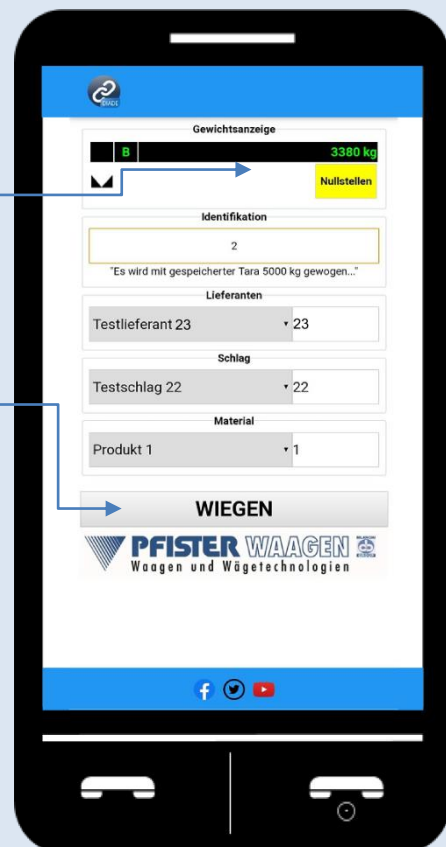 Gewichtsanzeige
B 3380 kg
Nullstellen
Identifikation
2
"Es wird mit gespeicherter Tara 5000 kg gewogen..."
Lieferanten
Testlieferant 23 23
Schlag
Testschlag 22 22
Material
Produkt 1 1
WIEGEN
PFISTER WAAGEN
Waagen und Wägetechnologien